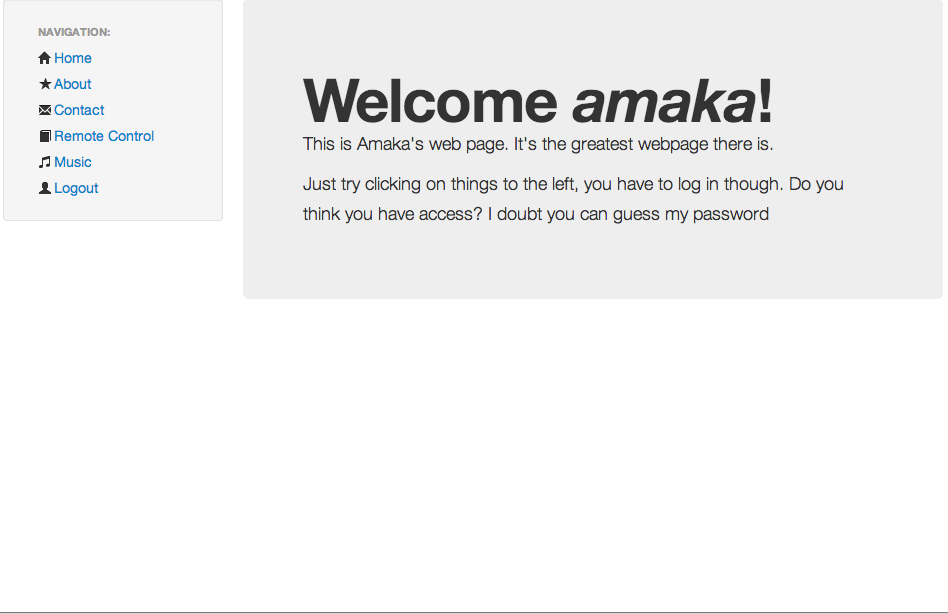 NAVIGATION:
Home
About
Contact
Remote Control
Music
Logout
Welcome amaka!
This is Amaka's web page. It's the greatest webpage there is.
Just try clicking on things to the left, you have to log in though. Do you
think you have access? I doubt you can guess my password